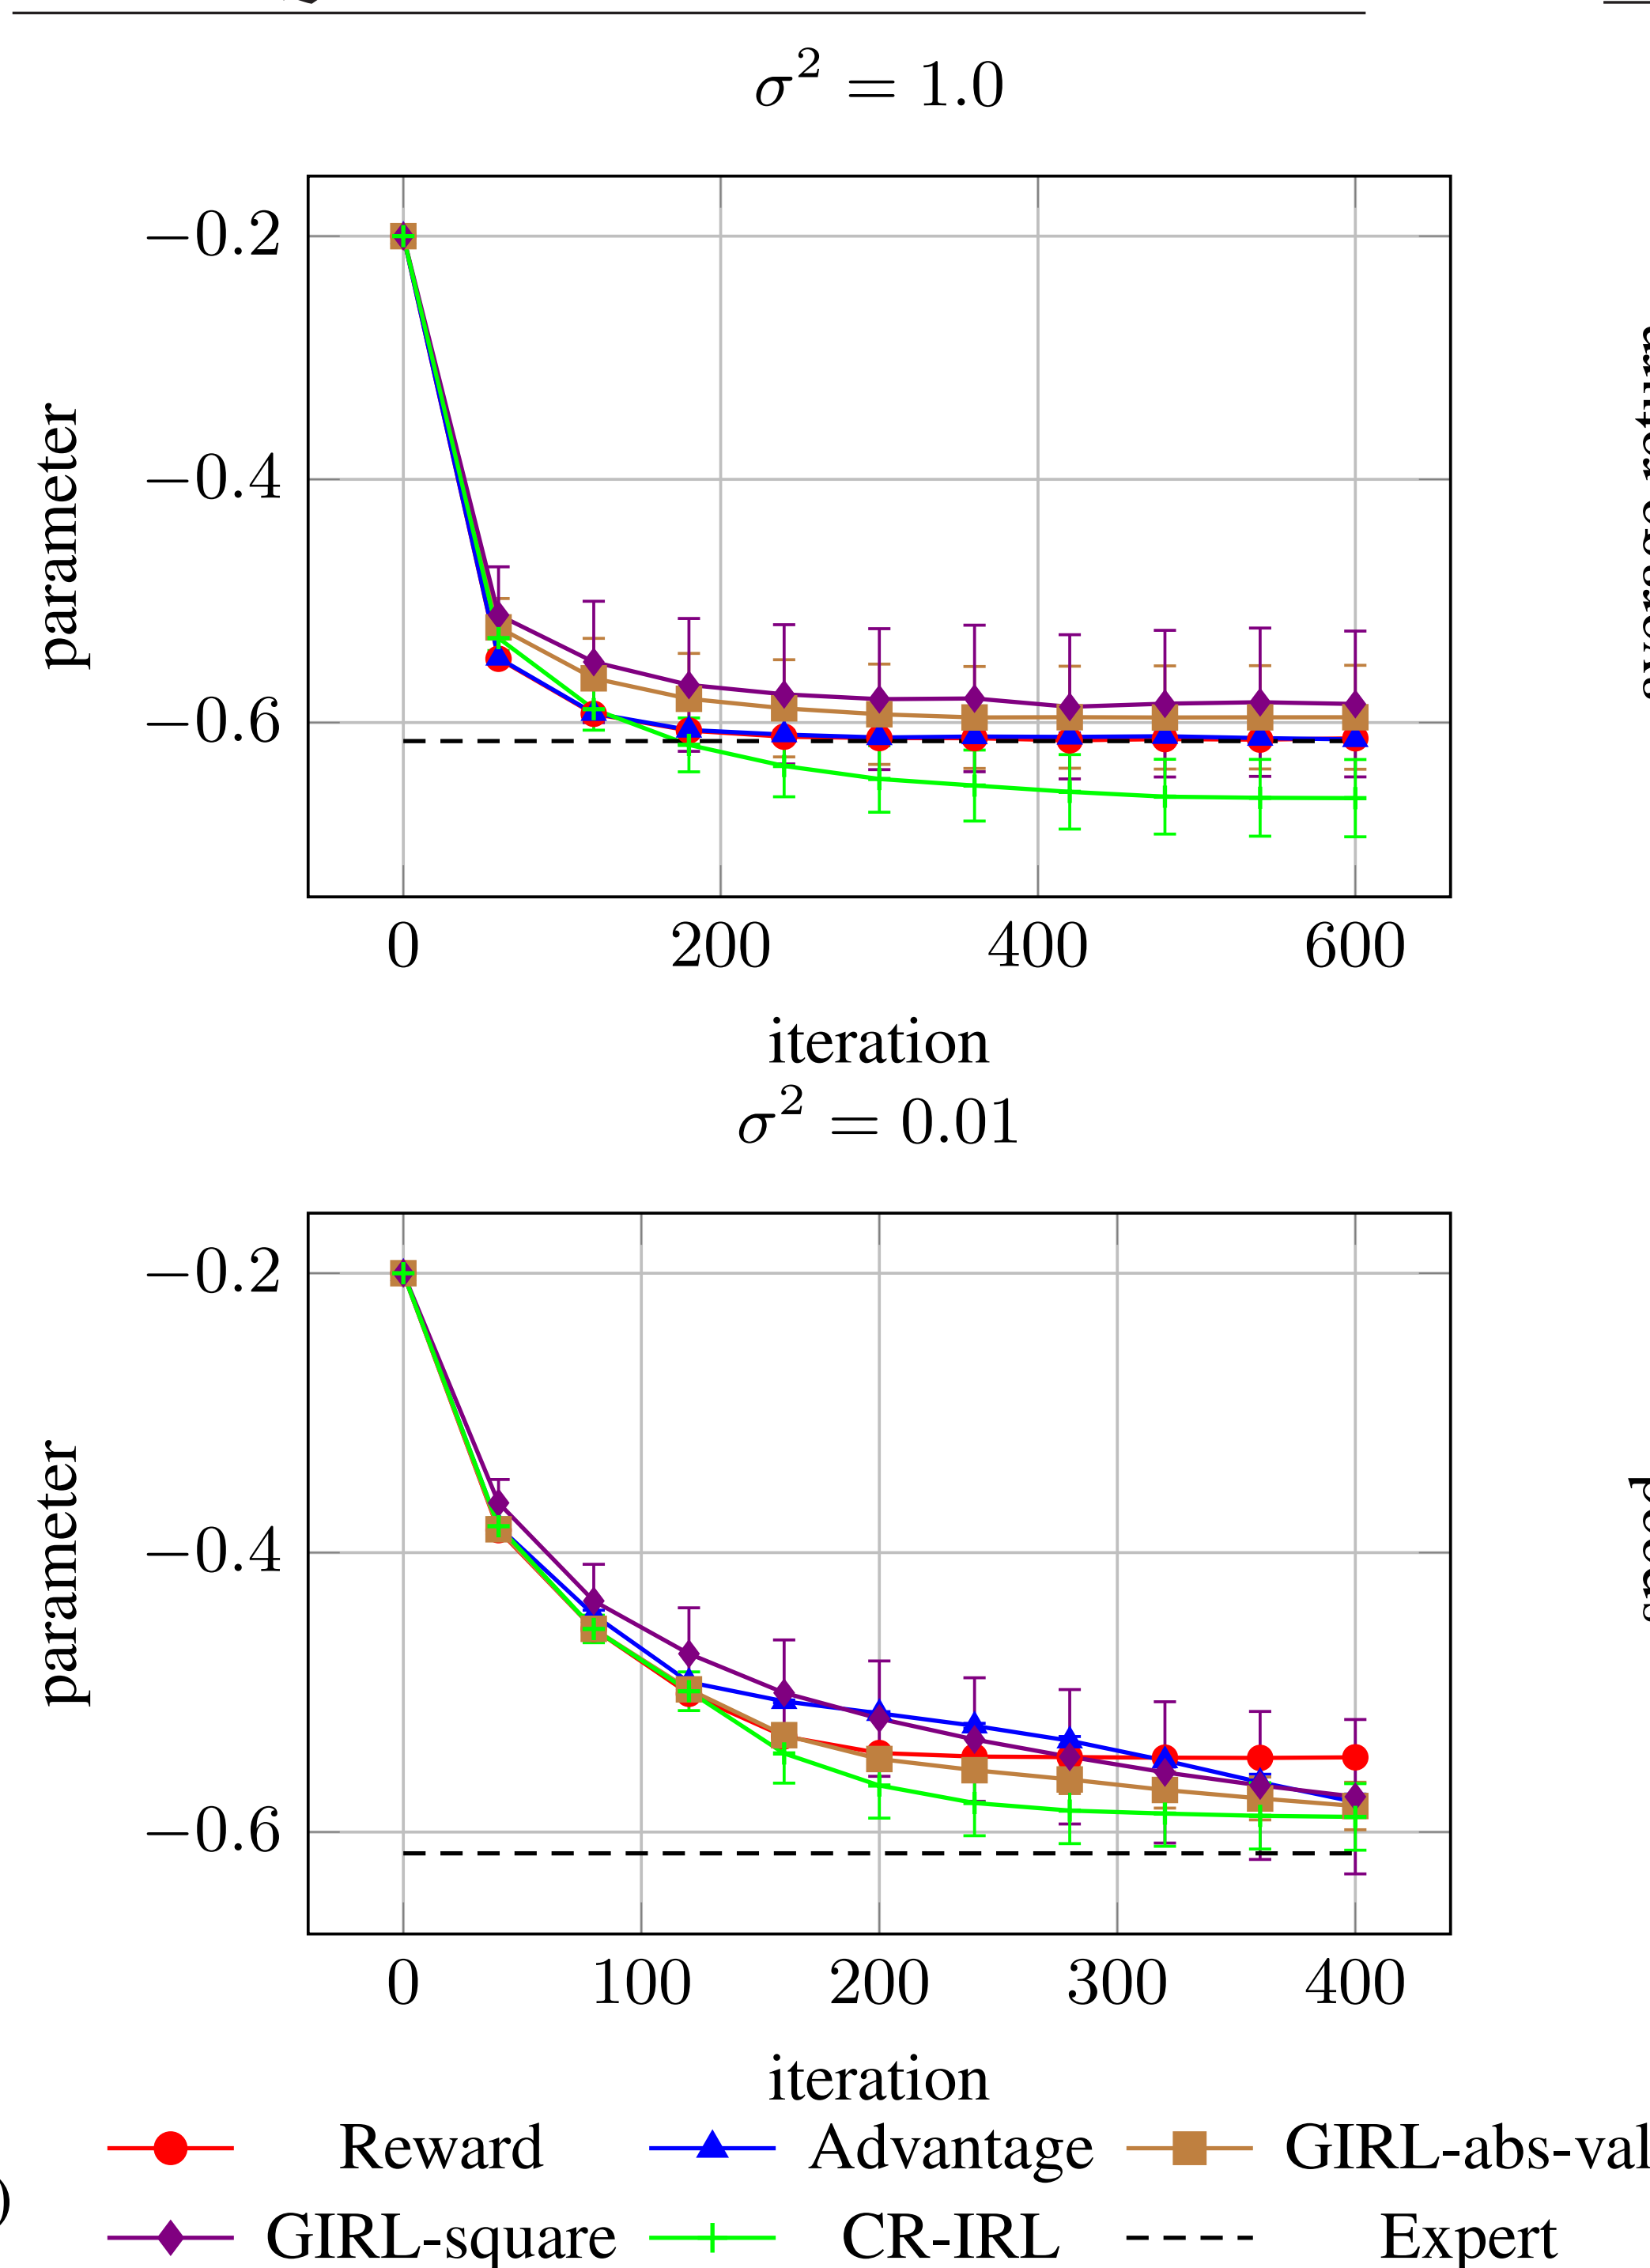 σ² = 1.0
parameter
−0.2
−0.4
−0.6
0 200 400 600
iteration
σ² = 0.01
parameter
−0.2
−0.4
−0.6
0 100 200 300 400
iteration
Reward Advantage GIRL-abs-val
)
GIRL-square CR-IRL Expert